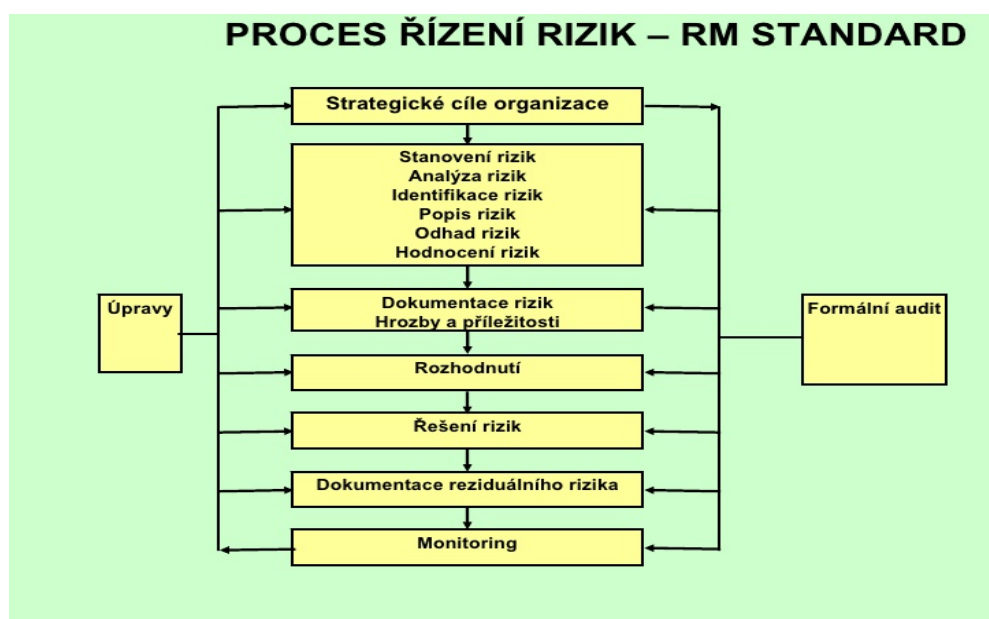 PROCES ŘÍZENÍ RIZIK – RM STANDARD
Strategické cíle organizace
Stanovení rizik
Analýza rizik
Identifikace rizik
Popis rizik
Odhad rizik
Hodnocení rizik
Úpravy
Dokumentace rizik
Hrozby a příležitosti
Formální audit
Rozhodnutí
Řešení rizik
Dokumentace reziduálního rizika
Monitoring